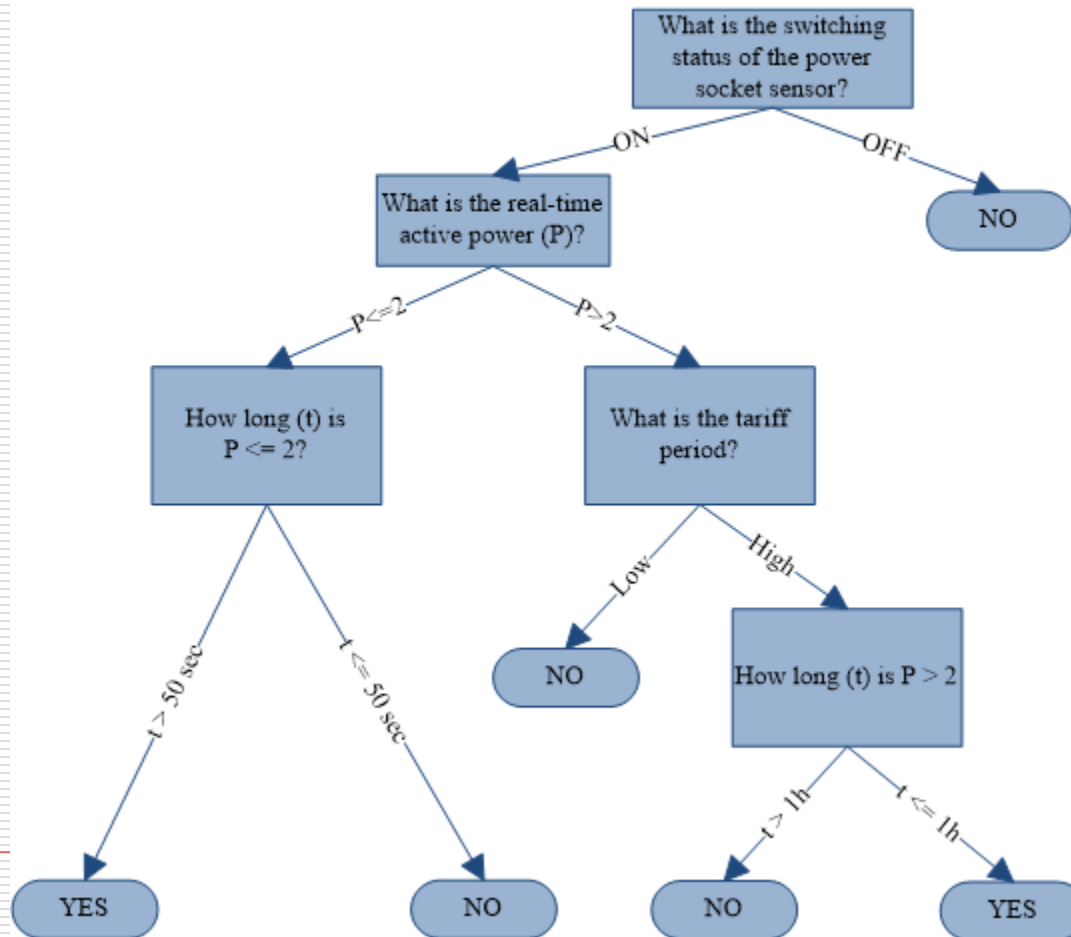 What is the switching
status of the power
socket sensor?
ON
OFF
What is the real-time
active power (P)?
NO
P<=2
P>2
How long (t) is
P <= 2?
What is the tariff
period?
Low
High
NO
How long (t) is P > 2
t > 50 sec
t <= 50 sec
t > 1h
t <= 1h
YES
NO
NO
YES